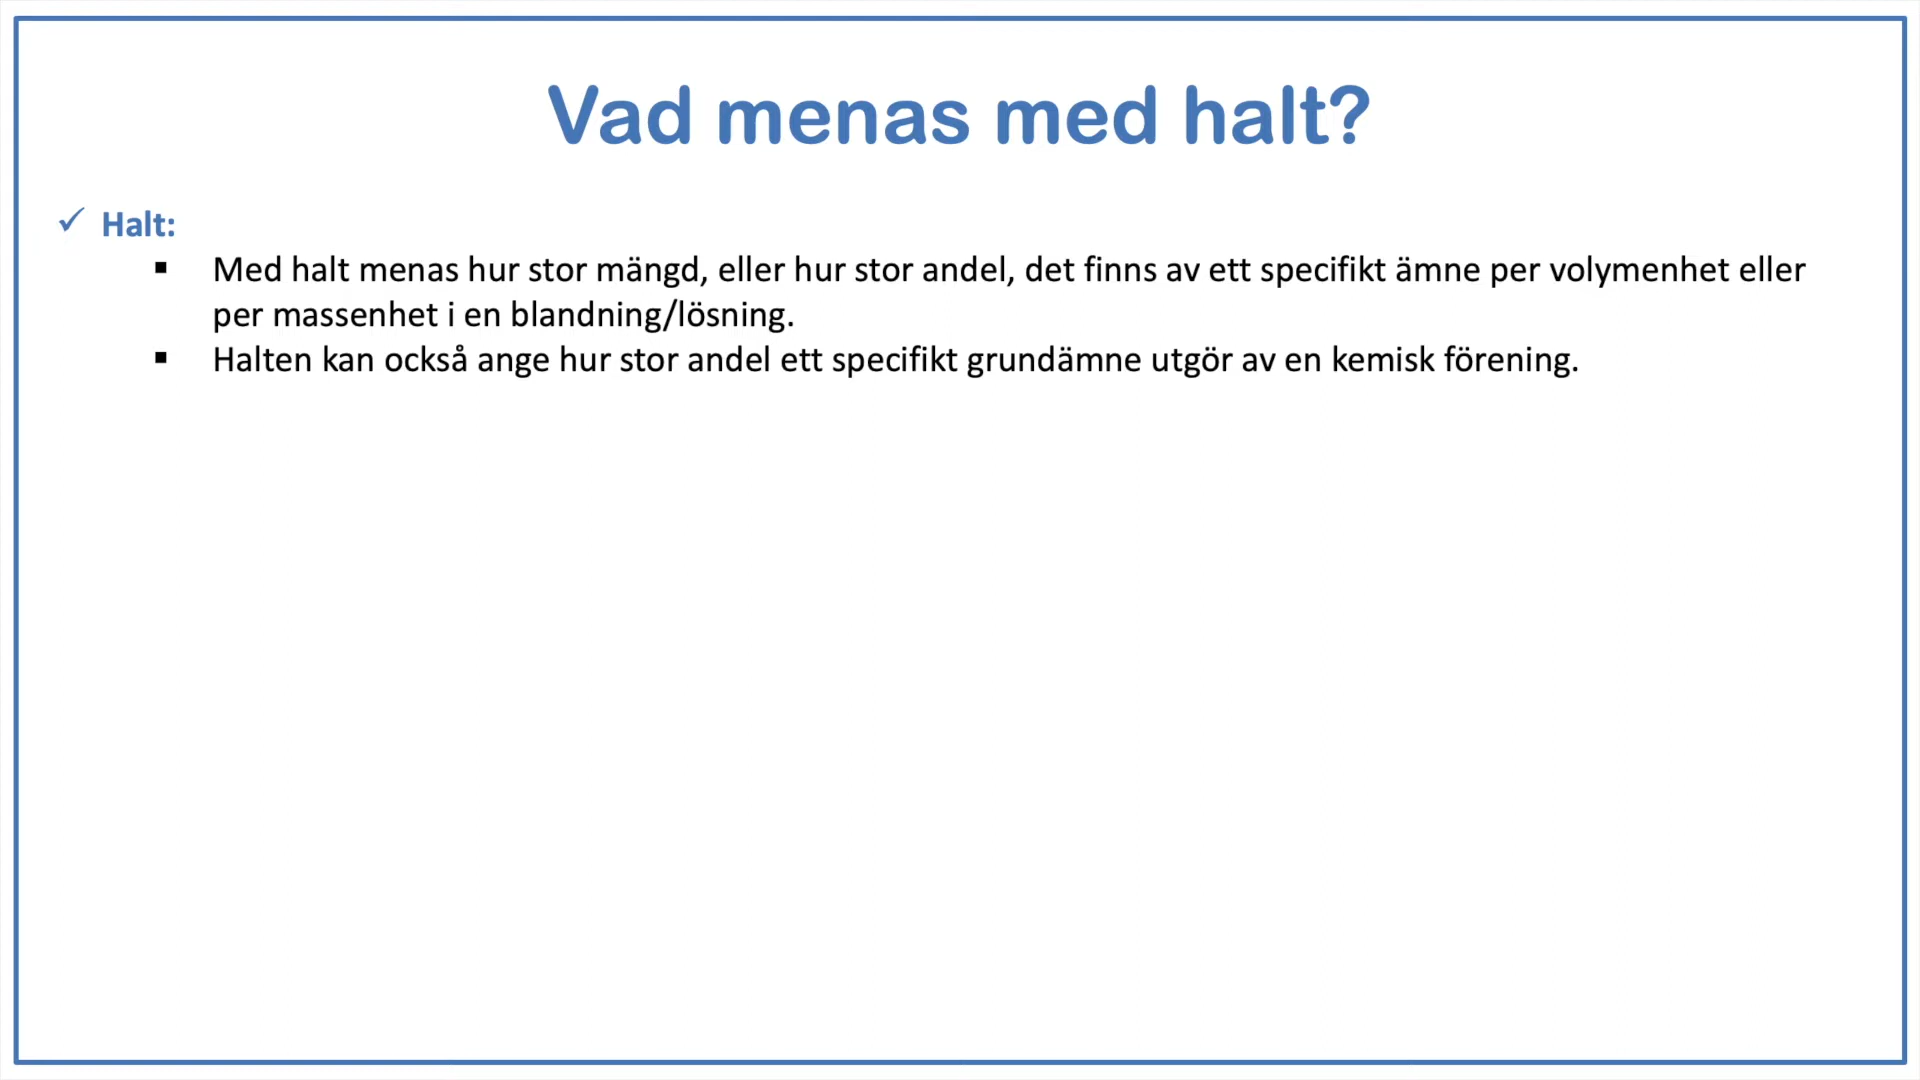 Vad menas med halt?
✓ Halt:
▪ Med halt menas hur stor mängd, eller hur stor andel, det finns av ett specifikt ämne per volymenhet eller
per massenhet i en blandning/lösning.
▪ Halten kan också ange hur stor andel ett specifikt grundämne utgör av en kemisk förening.